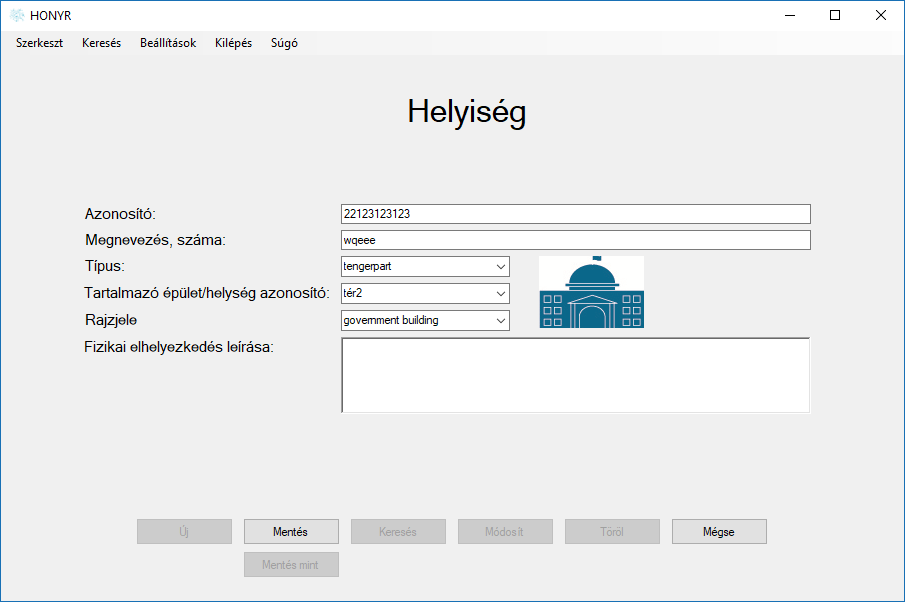 HONYR
Szerkeszt Keresés Beállítások Kilépés Súgó
Helyiség
Azonosító: 22123123123
Megnevezés, száma: wqeee
Típus: tengerpart
Tartalmazó épület/helység azonosító: tér2
Rajzjele government building
Fizikai elhelyezkedés leírása:
Új Mentés Keresés Módosít Töröl Mégse
Mentés mint